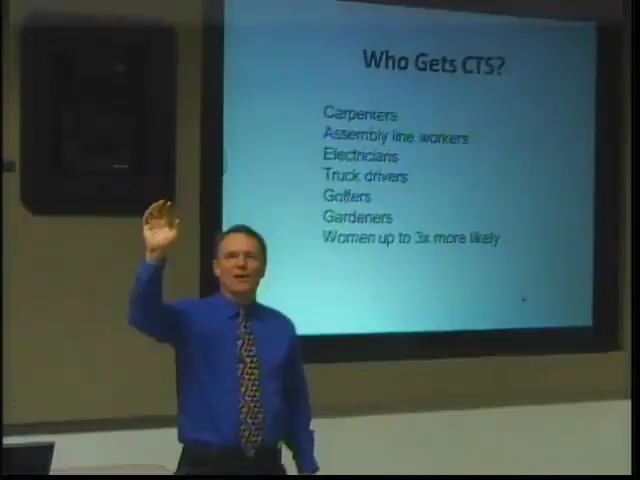 Who Gets CTS?
Carpenters
Assembly line workers
Electricians
Truck drivers
Golfers
Gardeners
Women up to 3x more likely